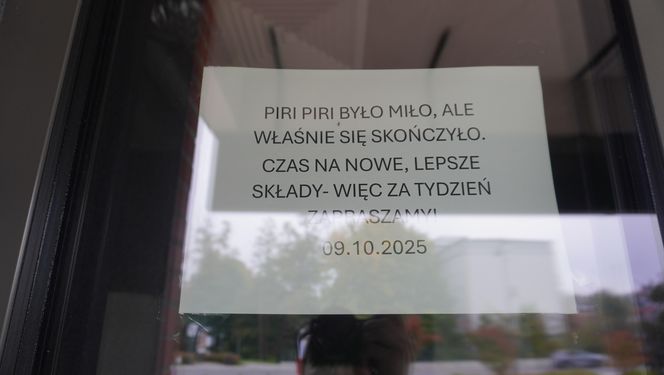 PIRI PIRI BYŁO MIŁO, ALE
WŁAŚNIE SIĘ SKOŃCZYŁO.
CZAS NA NOWE, LEPSZE
SKŁADY- WIĘC ZA TYDZIEŃ
ZAPRASZAMY!
09.10.2025